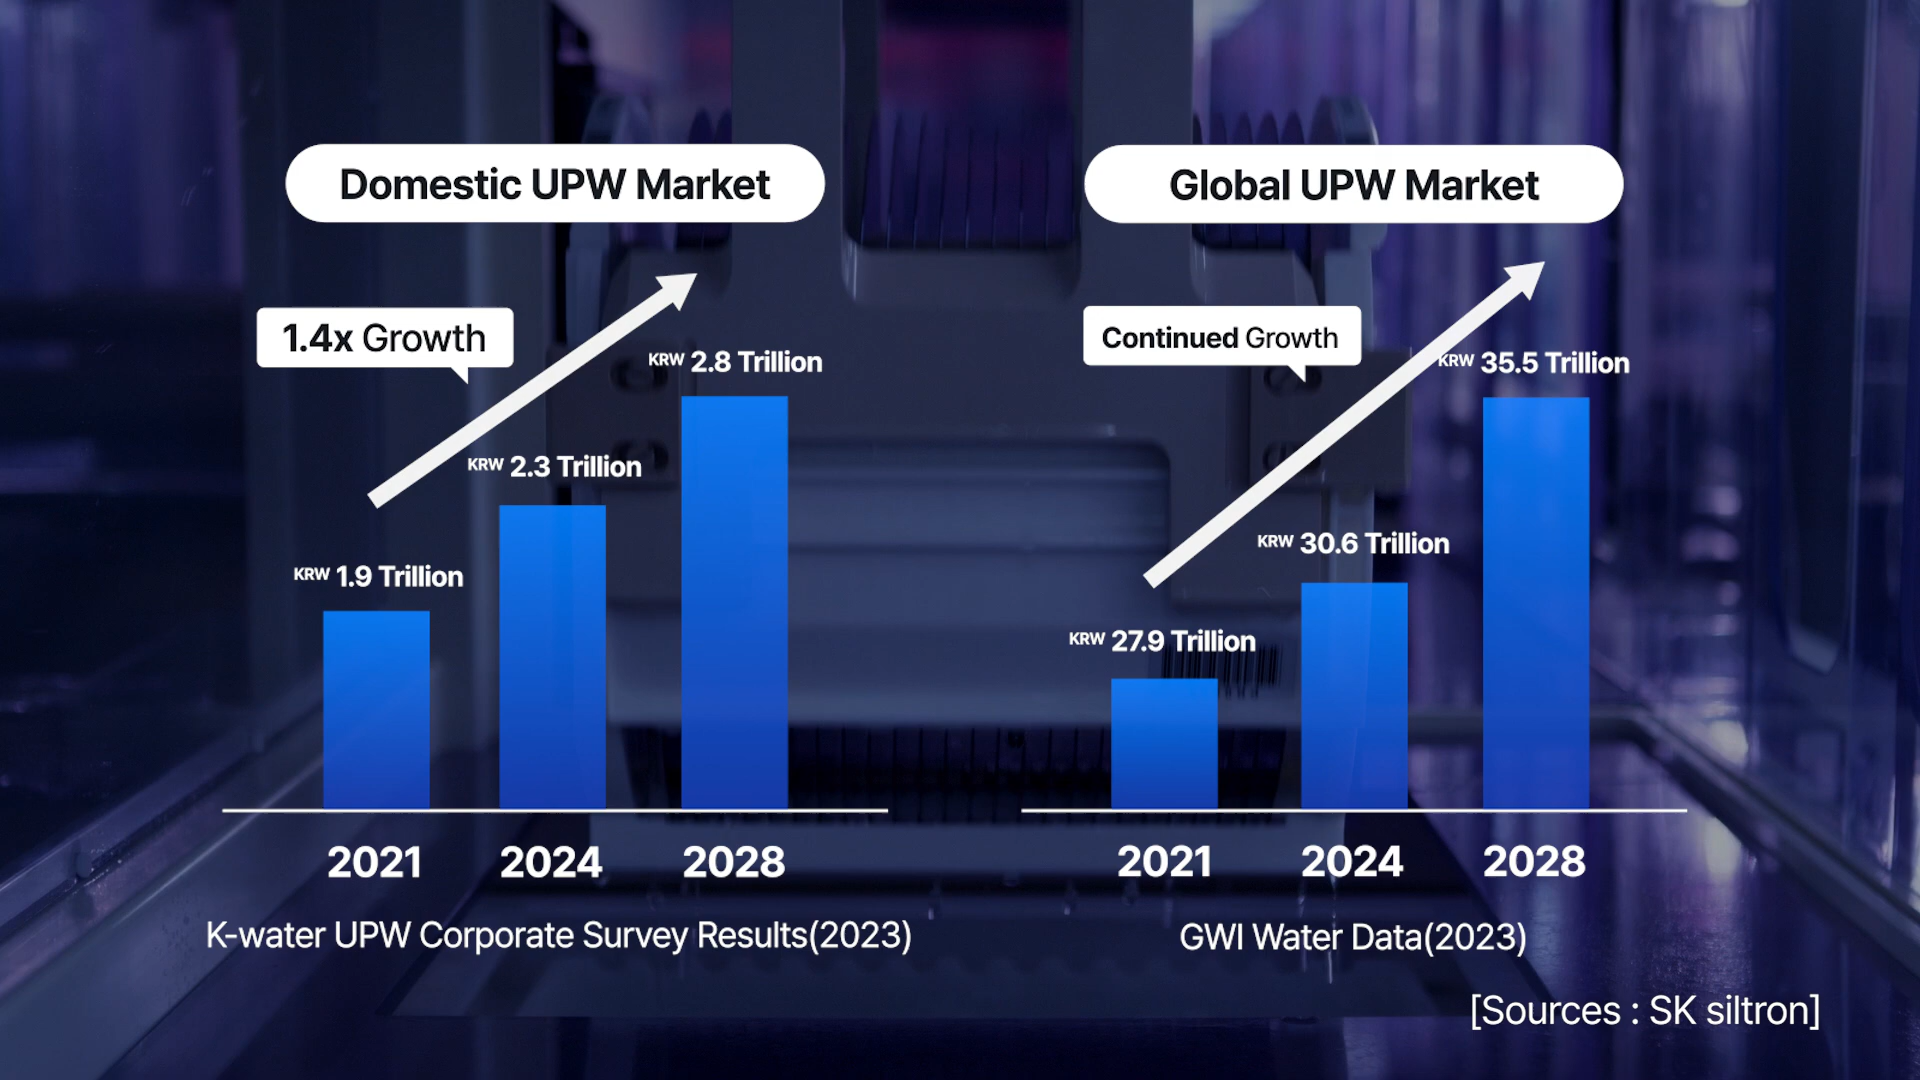 Domestic UPW Market
1.4x Growth
KRW 1.9 Trillion
KRW 2.3 Trillion
KRW 2.8 Trillion
2021
2024
2028
K-water UPW Corporate Survey Results(2023)
Global UPW Market
Continued Growth
KRW 27.9 Trillion
KRW 30.6 Trillion
KRW 35.5 Trillion
2021
2024
2028
GWI Water Data(2023)
[Sources : SK siltron]